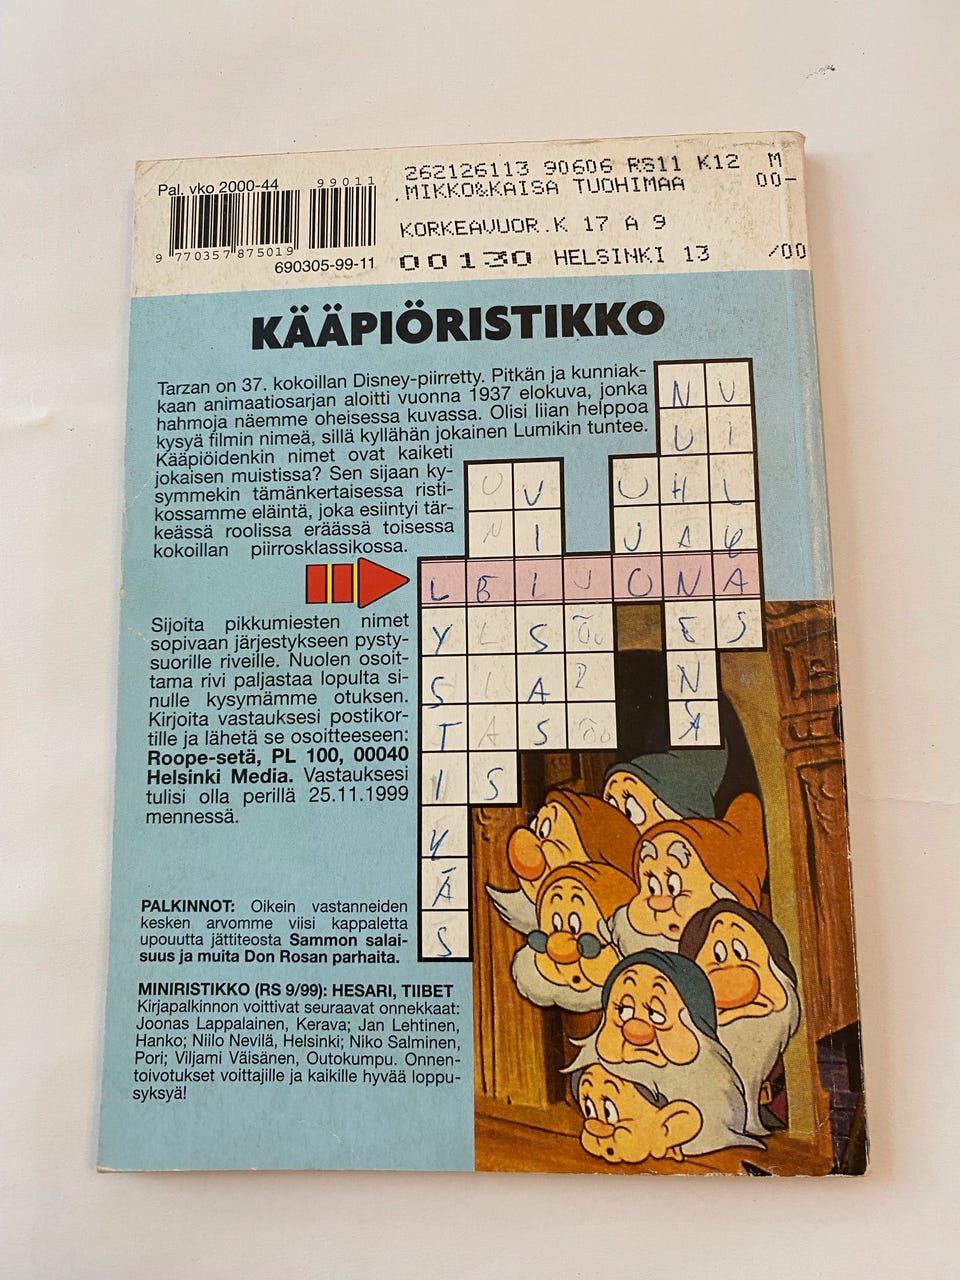 Pal. vko 2000-44
99011
9 770357 875019
690305-99-11
262126113 90606 RS11 K12 M
.MIKKO&KAISA TUOHIMAA 00-
KORKEAVUOR.K 17 A 9
00130 HELSINKI 13 /00
KÄÄPIÖRISTIKKO
Tarzan on 37. kokoillan Disney-piirretty. Pitkän ja kunniak-
kaan animaatiosarjan aloitti vuonna 1937 elokuva, jonka
hahmoja näemme oheisessa kuvassa. Olisi liian helppoa
kysyä filmin nimeä, sillä kyllähän jokainen Lumikin tuntee.
Kääpiöidenkin nimet ovat kaiketi
jokaisen muistissa? Sen sijaan ky-
symmekin tämänkertaisessa risti-
kossamme eläintä, joka esiintyi tär-
keässä roolissa eräässä toisessa
kokoillan piirrosklassikossa.
N V
U I
U V U H L
N I J A K
L E I J O N A
Y L S Ö E S
S I A R N
T A S Ö Ä
I S
K
Ä
S
Sijoita pikkumiesten nimet
sopivaan järjestykseen pysty-
suorille riveille. Nuolen osoit-
tama rivi paljastaa lopulta si-
nulle kysymämme otuksen.
Kirjoita vastauksesi postikor-
tille ja lähetä se osoitteeseen:
Roope-setä, PL 100, 00040
Helsinki Media. Vastauksesi
tulisi olla perillä 25.11.1999
mennessä.
PALKINNOT: Oikein vastanneiden
kesken arvomme viisi kappaletta
upouutta jättiteosta Sammon salai-
suus ja muita Don Rosan parhaita.
MINIRISTIKKO (RS 9/99): HESARI, TIIBET
Kirjapalkinnon voittivat seuraavat onnekkaat:
Joonas Lappalainen, Kerava; Jan Lehtinen,
Hanko; Niilo Nevilä, Helsinki; Niko Salminen,
Pori; Viljami Väisänen, Outokumpu. Onnen-
toivotukset voittajille ja kaikille hyvää loppu-
syksyä!